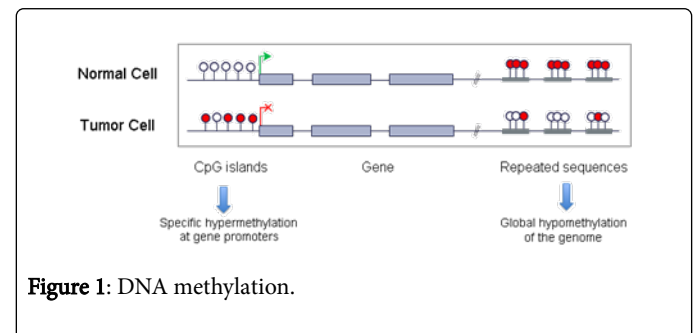 Normal Cell
Tumor Cell
CpG islands
Gene
Repeated sequences
Specific hypermethylation
at gene promoters
Global hypomethylation
of the genome
Figure 1: DNA methylation.